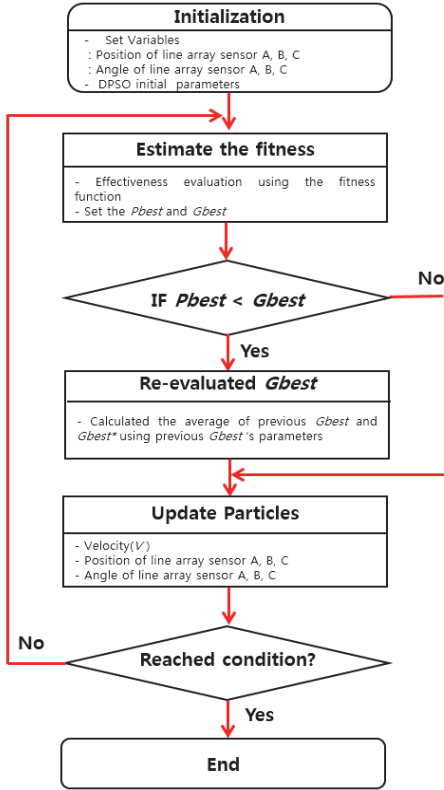 Initialization
- Set Variables
: Position of line array sensor A, B, C
: Angle of line array sensor A, B, C
- DPSO initial parameters
Estimate the fitness
- Effectiveness evaluation using the fitness
function
- Set the Pbest and Gbest
IF Pbest < Gbest
No
Yes
Re-evaluated Gbest
- Calculated the average of previous Gbest and
Gbest* using previous Gbest 's parameters
Update Particles
- Velocity(V)
- Position of line array sensor A, B, C
- Angle of line array sensor A, B, C
No
Reached condition?
Yes
End